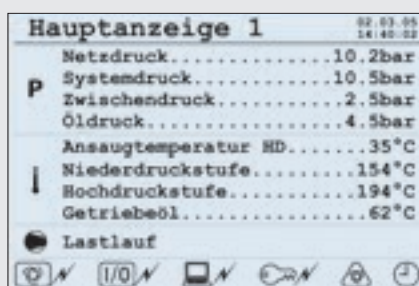 Hauptanzeige 1
02.03.05
14:40:02
P
Netzdruck..............10.2bar
Systemdruck............10.5bar
Zwischendruck...........2.5bar
Öldruck.................4.5bar
Ansaugtemperatur HD.......35°C
Niederdruckstufe.........154°C
Hochdruckstufe...........194°C
Getriebeöl................62°C
Lastlauf
I/O